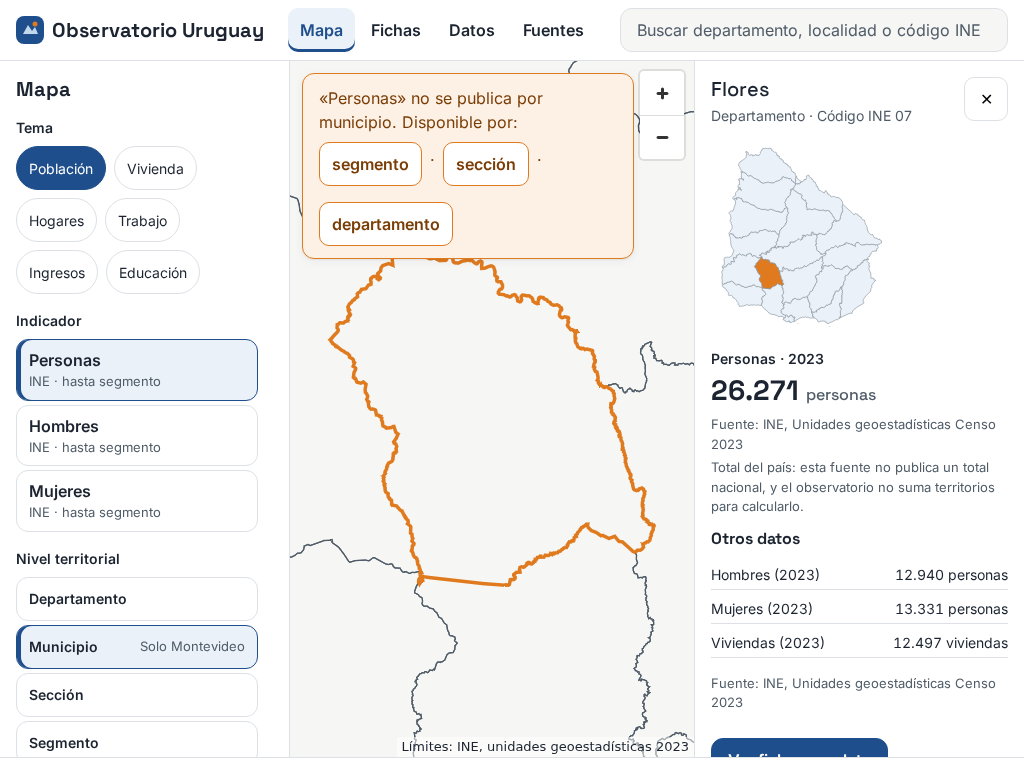 Observatorio Uruguay
Mapa
Fichas
Datos
Fuentes
Buscar departamento, localidad o código INE
Mapa
Tema
Población
Vivienda
Hogares
Trabajo
Ingresos
Educación
Indicador
Personas
INE · hasta segmento
Hombres
INE · hasta segmento
Mujeres
INE · hasta segmento
Nivel territorial
Departamento
Municipio
Solo Montevideo
Sección
Segmento
«Personas» no se publica por
municipio. Disponible por:
segmento · sección ·
departamento
+
−
Límites: INE, unidades geoestadísticas 2023
Flores
×
Departamento · Código INE 07
Personas · 2023
26.271 personas
Fuente: INE, Unidades geoestadísticas Censo
2023
Total del país: esta fuente no publica un total
nacional, y el observatorio no suma territorios
para calcularlo.
Otros datos
Hombres (2023) 12.940 personas
Mujeres (2023) 13.331 personas
Viviendas (2023) 12.497 viviendas
Fuente: INE, Unidades geoestadísticas Censo
2023